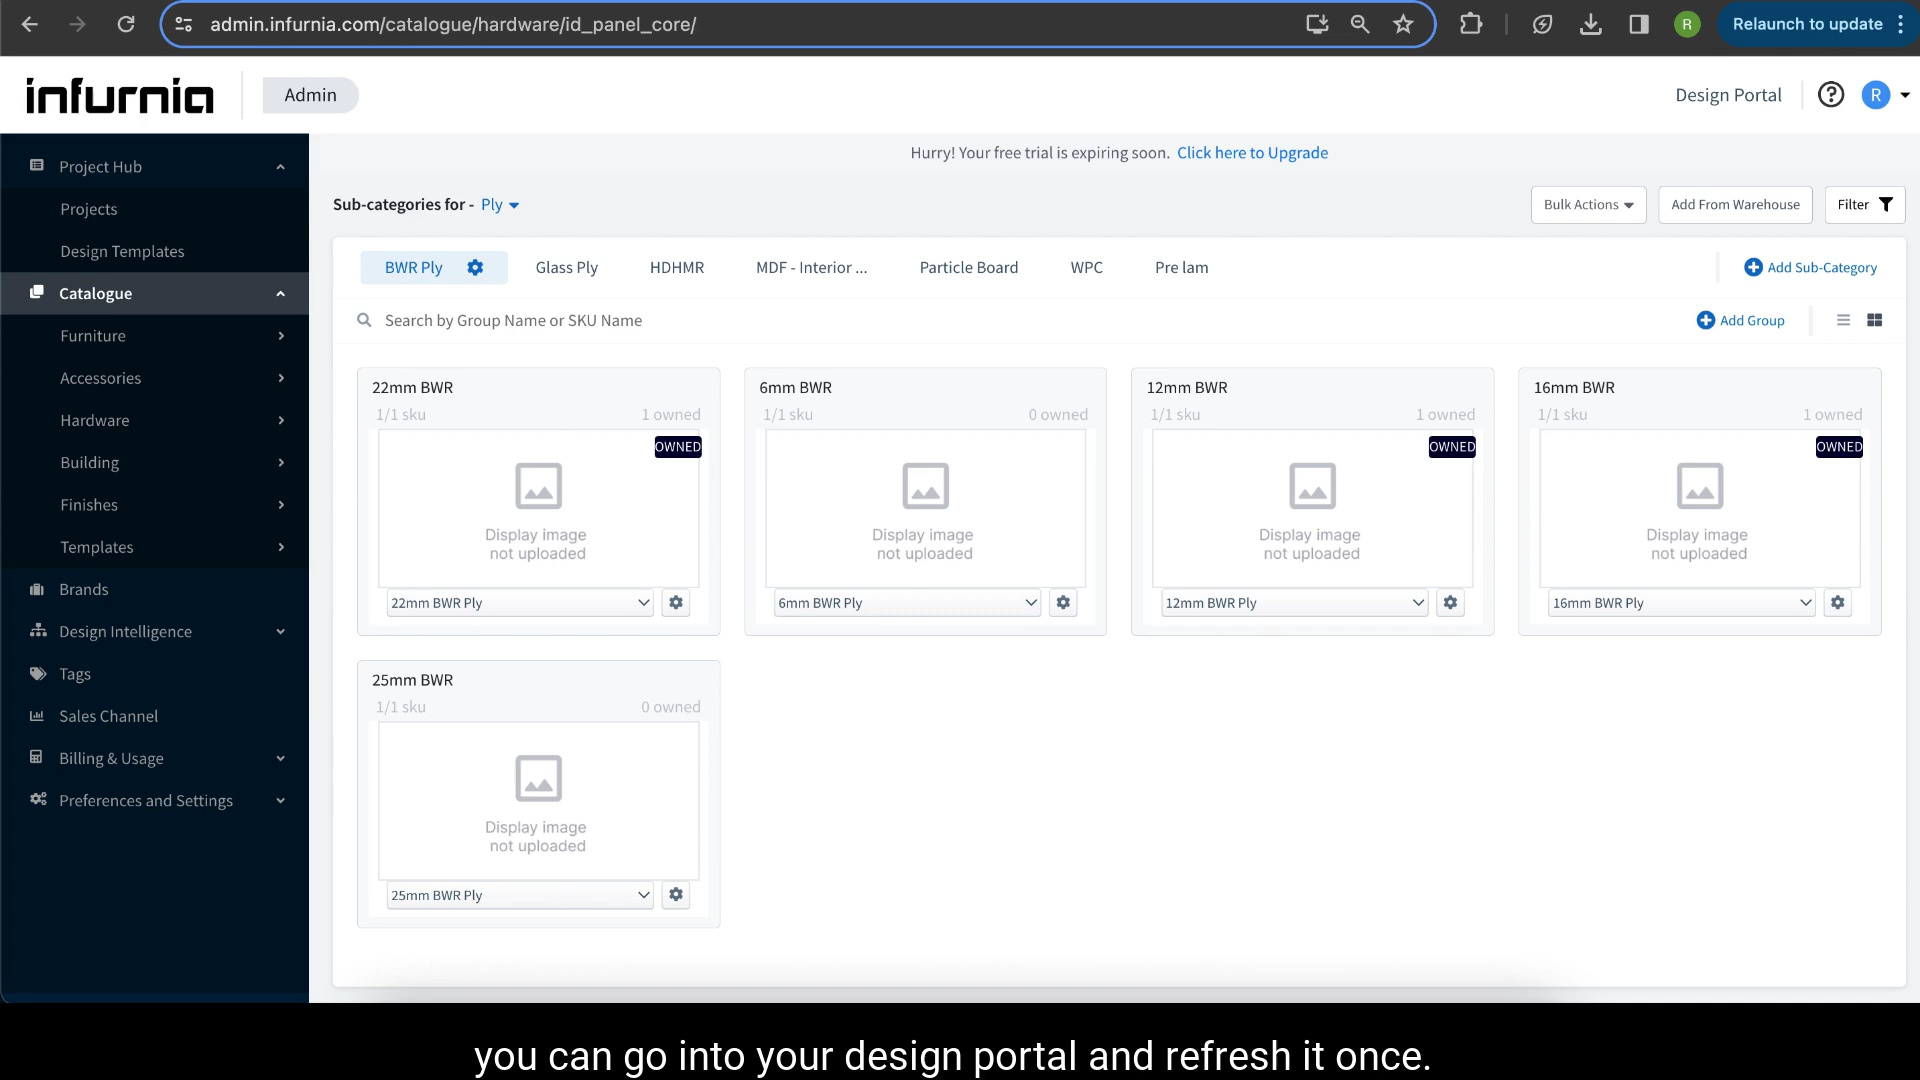 admin.infurnia.com/catalogue/hardware/id_panel_core/
R
Relaunch to update
infurnia
Admin
Design Portal
R
Project Hub
Projects
Design Templates
Catalogue
Furniture
Accessories
Hardware
Building
Finishes
Templates
Brands
Design Intelligence
Tags
Sales Channel
Billing & Usage
Preferences and Settings
Hurry! Your free trial is expiring soon. Click here to Upgrade
Sub-categories for - Ply
Bulk Actions
Add From Warehouse
Filter
BWR Ply
Glass Ply
HDHMR
MDF - Interior ...
Particle Board
WPC
Pre lam
Add Sub-Category
Search by Group Name or SKU Name
Add Group
22mm BWR
1/1 sku
1 owned
OWNED
Display image
not uploaded
22mm BWR Ply
6mm BWR
1/1 sku
0 owned
Display image
not uploaded
6mm BWR Ply
12mm BWR
1/1 sku
1 owned
OWNED
Display image
not uploaded
12mm BWR Ply
16mm BWR
1/1 sku
1 owned
OWNED
Display image
not uploaded
16mm BWR Ply
25mm BWR
1/1 sku
0 owned
Display image
not uploaded
25mm BWR Ply
you can go into your design portal and refresh it once.